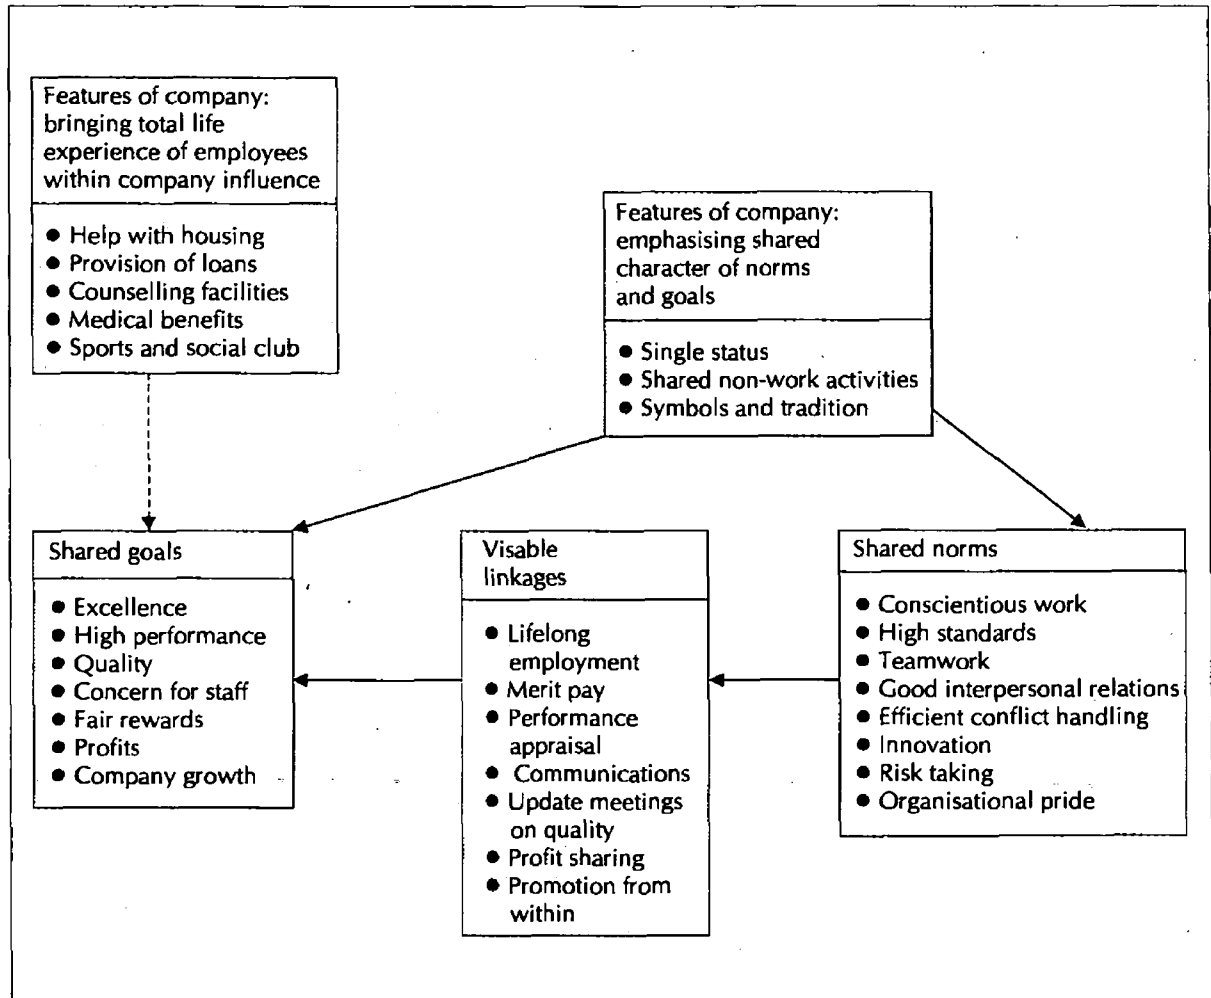 Features of company:
bringing total life
experience of employees
within company influence
● Help with housing
● Provision of loans
● Counselling facilities
● Medical benefits
● Sports and social club
Features of company:
emphasising shared
character of norms
and goals
● Single status
● Shared non-work activities
● Symbols and tradition
Shared goals
● Excellence
● High performance
● Quality
● Concern for staff
● Fair rewards
● Profits
● Company growth
Visable
linkages
● Lifelong
employment
● Merit pay
● Performance
appraisal
● Communications
● Update meetings
on quality
● Profit sharing
● Promotion from
within
Shared norms
● Conscientious work
● High standards
● Teamwork
● Good interpersonal relations
● Efficient conflict handling
● Innovation
● Risk taking
● Organisational pride